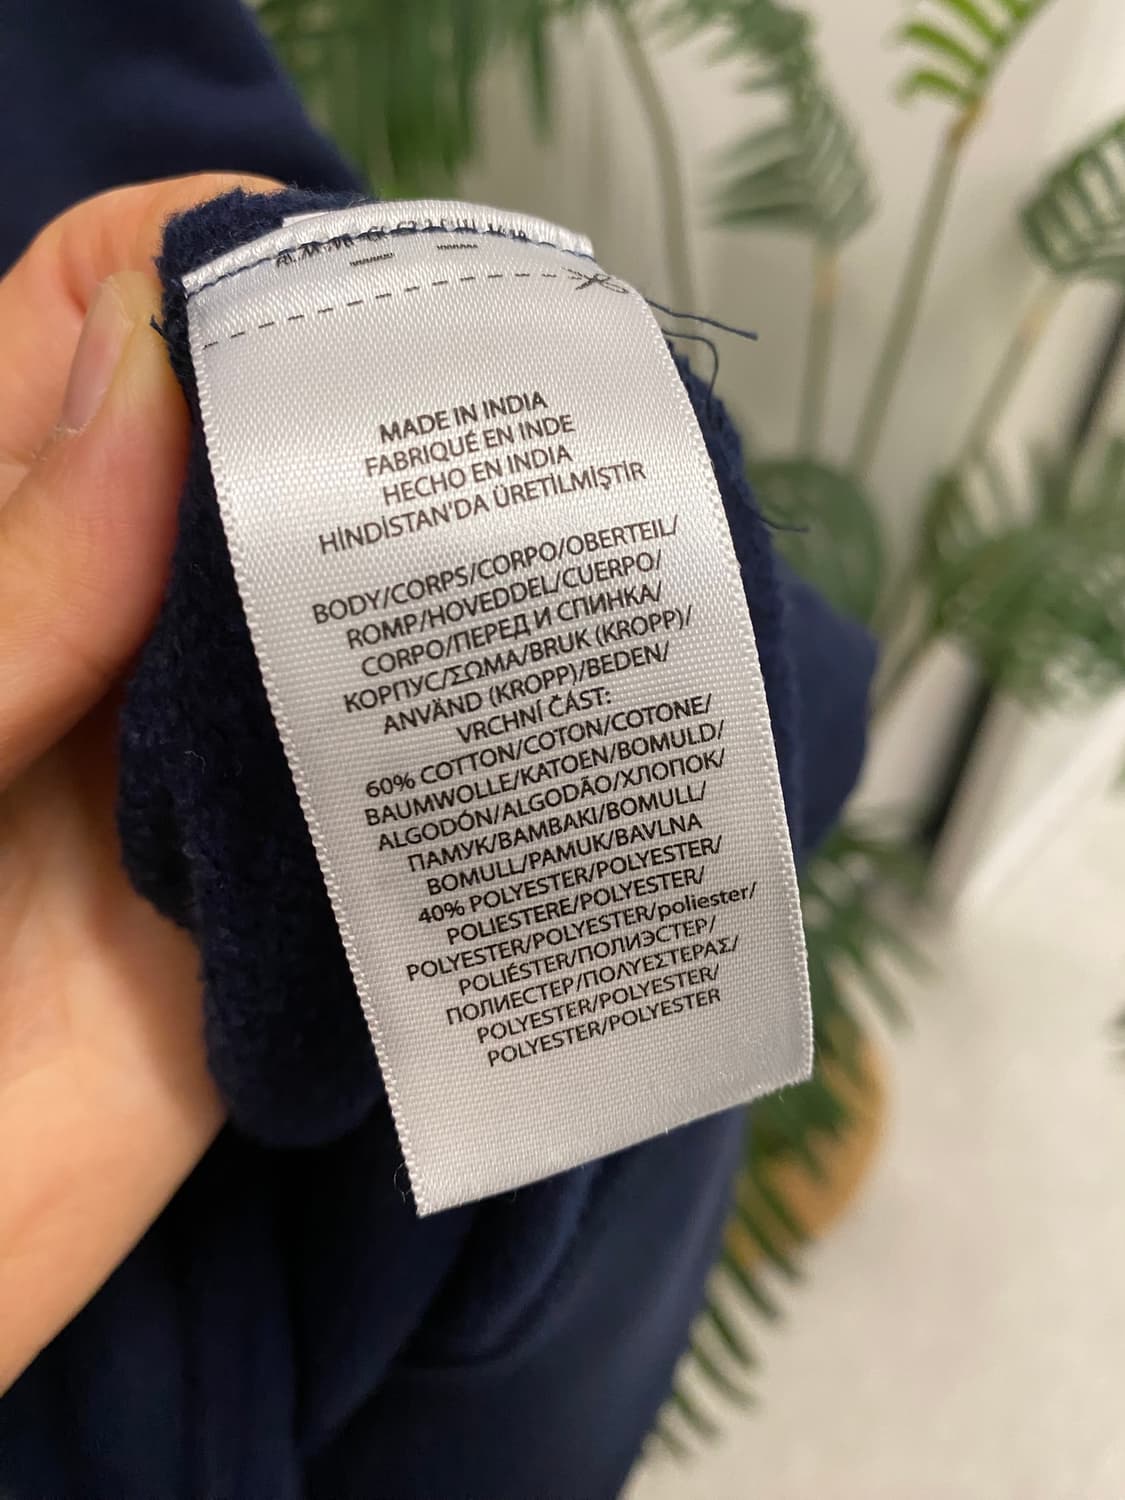 MADE IN INDIA
FABRIQUÉ EN INDE
HECHO EN INDIA
HİNDİSTAN'DA ÜRETİLMİŞTİR
BODY/CORPS/CORPO/OBERTEIL/
ROMP/HOVEDDEL/CUERPO/
CORPO/ПЕРЕД И СПИНКА/
КОРПУС/ΣΩΜΑ/BRUK (KROPP)/
ANVÄND (KROPP)/BEDEN/
VRCHNÍ ČÁST:
60% COTTON/COTON/COTONE/
BAUMWOLLE/KATOEN/BOMULD/
ALGODÓN/ALGODÃO/ХЛОПОК/
ПАМУК/ΒΑΜΒΑΚΙ/BOMULL/
BOMULL/PAMUK/BAVLNA
40% POLYESTER/POLYESTER/
POLIESTERE/POLYESTER/
POLYESTER/POLYESTER/poliester/
POLIÉSTER/ПОЛИЭСТЕР/
ПОЛИЕСТЕР/ΠΟΛΥΕΣΤΕΡΑΣ/
POLYESTER/POLYESTER/
POLYESTER/POLYESTER